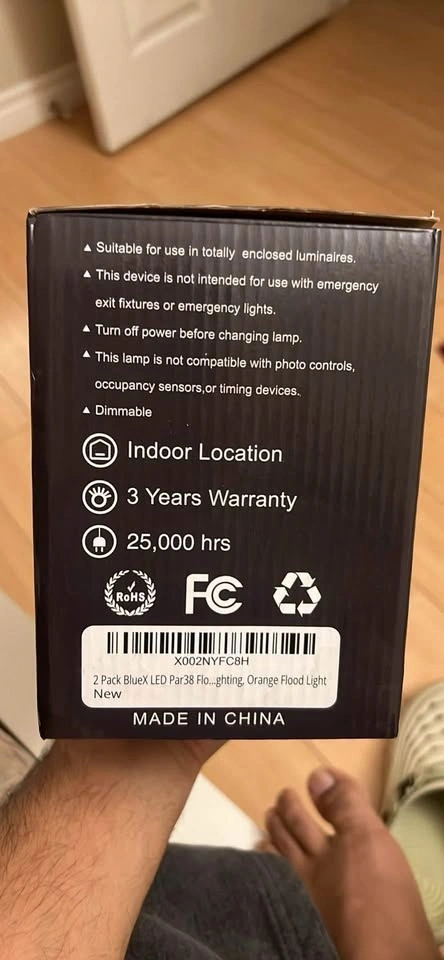 ▲ Suitable for use in totally enclosed luminaires.
▲ This device is not intended for use with emergency
exit fixtures or emergency lights.
▲ Turn off power before changing lamp.
▲ This lamp is not compatible with photo controls,
occupancy sensors,or timing devices.
▲ Dimmable
Indoor Location
3 Years Warranty
25,000 hrs
RoHS FC
X002NYFC8H
2 Pack BlueX LED Par38 Flo...ghting, Orange Flood Light
New
MADE IN CHINA